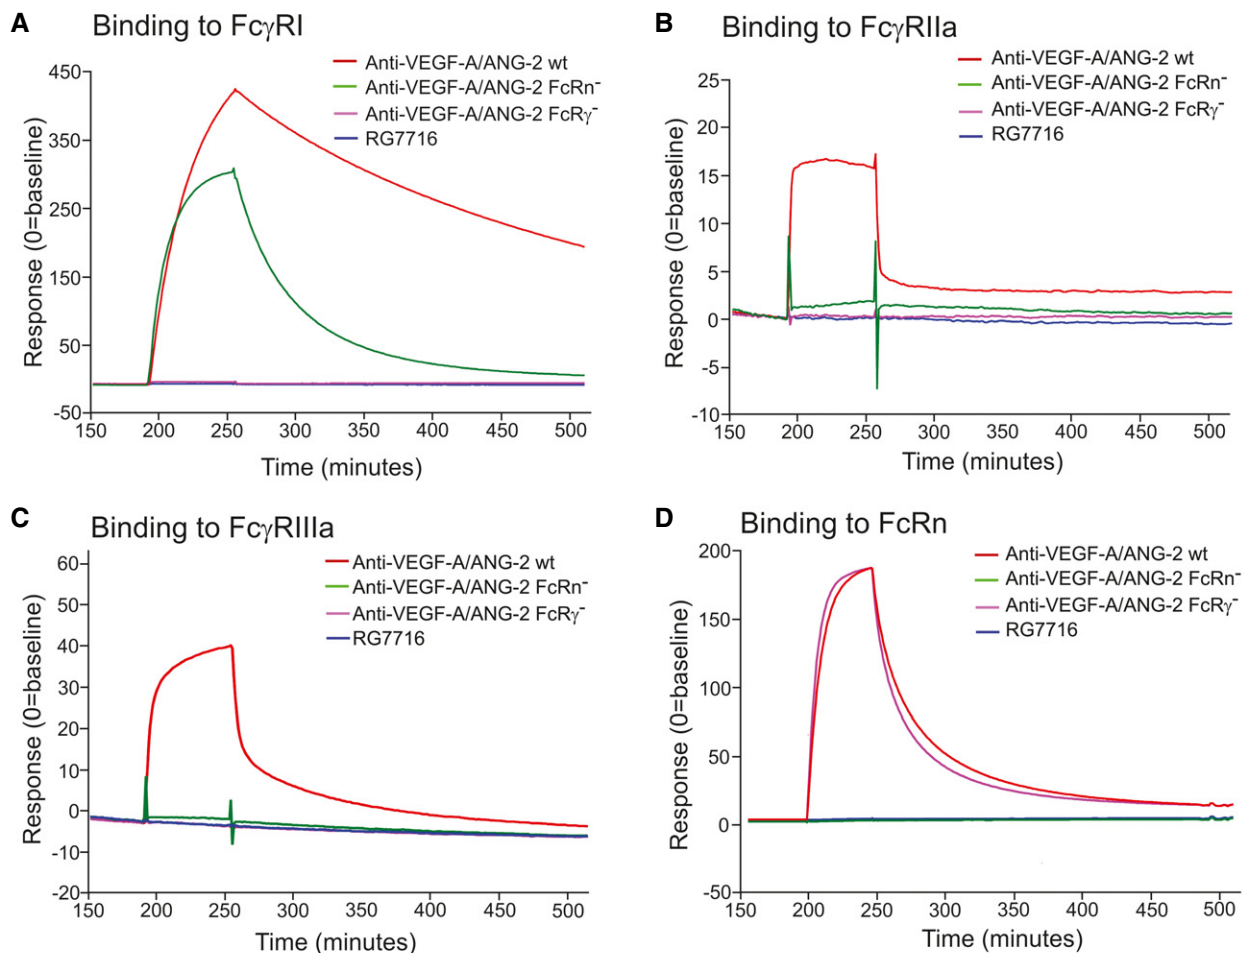 A
Binding to FcγRI
Anti-VEGF-A/ANG-2 wt
Anti-VEGF-A/ANG-2 FcRn⁻
Anti-VEGF-A/ANG-2 FcRγ⁻
RG7716
Response (0=baseline)
450
350
250
150
50
-50
150 200 250 300 350 400 450 500
Time (minutes)
B
Binding to FcγRIIa
Anti-VEGF-A/ANG-2 wt
Anti-VEGF-A/ANG-2 FcRn⁻
Anti-VEGF-A/ANG-2 FcRγ⁻
RG7716
Response (0=baseline)
25
20
15
10
5
0
-5
-10
150 200 250 300 350 400 450 500
Time (minutes)
C
Binding to FcγRIIIa
Anti-VEGF-A/ANG-2 wt
Anti-VEGF-A/ANG-2 FcRn⁻
Anti-VEGF-A/ANG-2 FcRγ⁻
RG7716
Response (0=baseline)
60
50
40
30
20
10
0
-10
-20
150 200 250 300 350 400 450 500
Time (minutes)
D
Binding to FcRn
Anti-VEGF-A/ANG-2 wt
Anti-VEGF-A/ANG-2 FcRn⁻
Anti-VEGF-A/ANG-2 FcRγ⁻
RG7716
Response (0=baseline)
200
150
100
50
0
-50
150 200 250 300 350 400 450 500
Time (minutes)